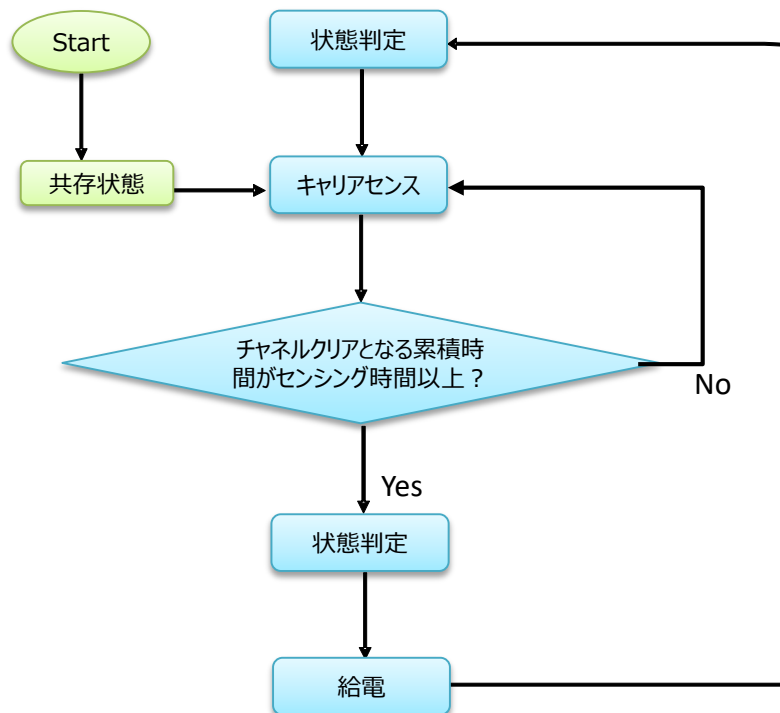 Start
状態判定
共存状態
キャリアセンス
チャネルクリアとなる累積時
間がセンシング時間以上？
No
Yes
状態判定
給電